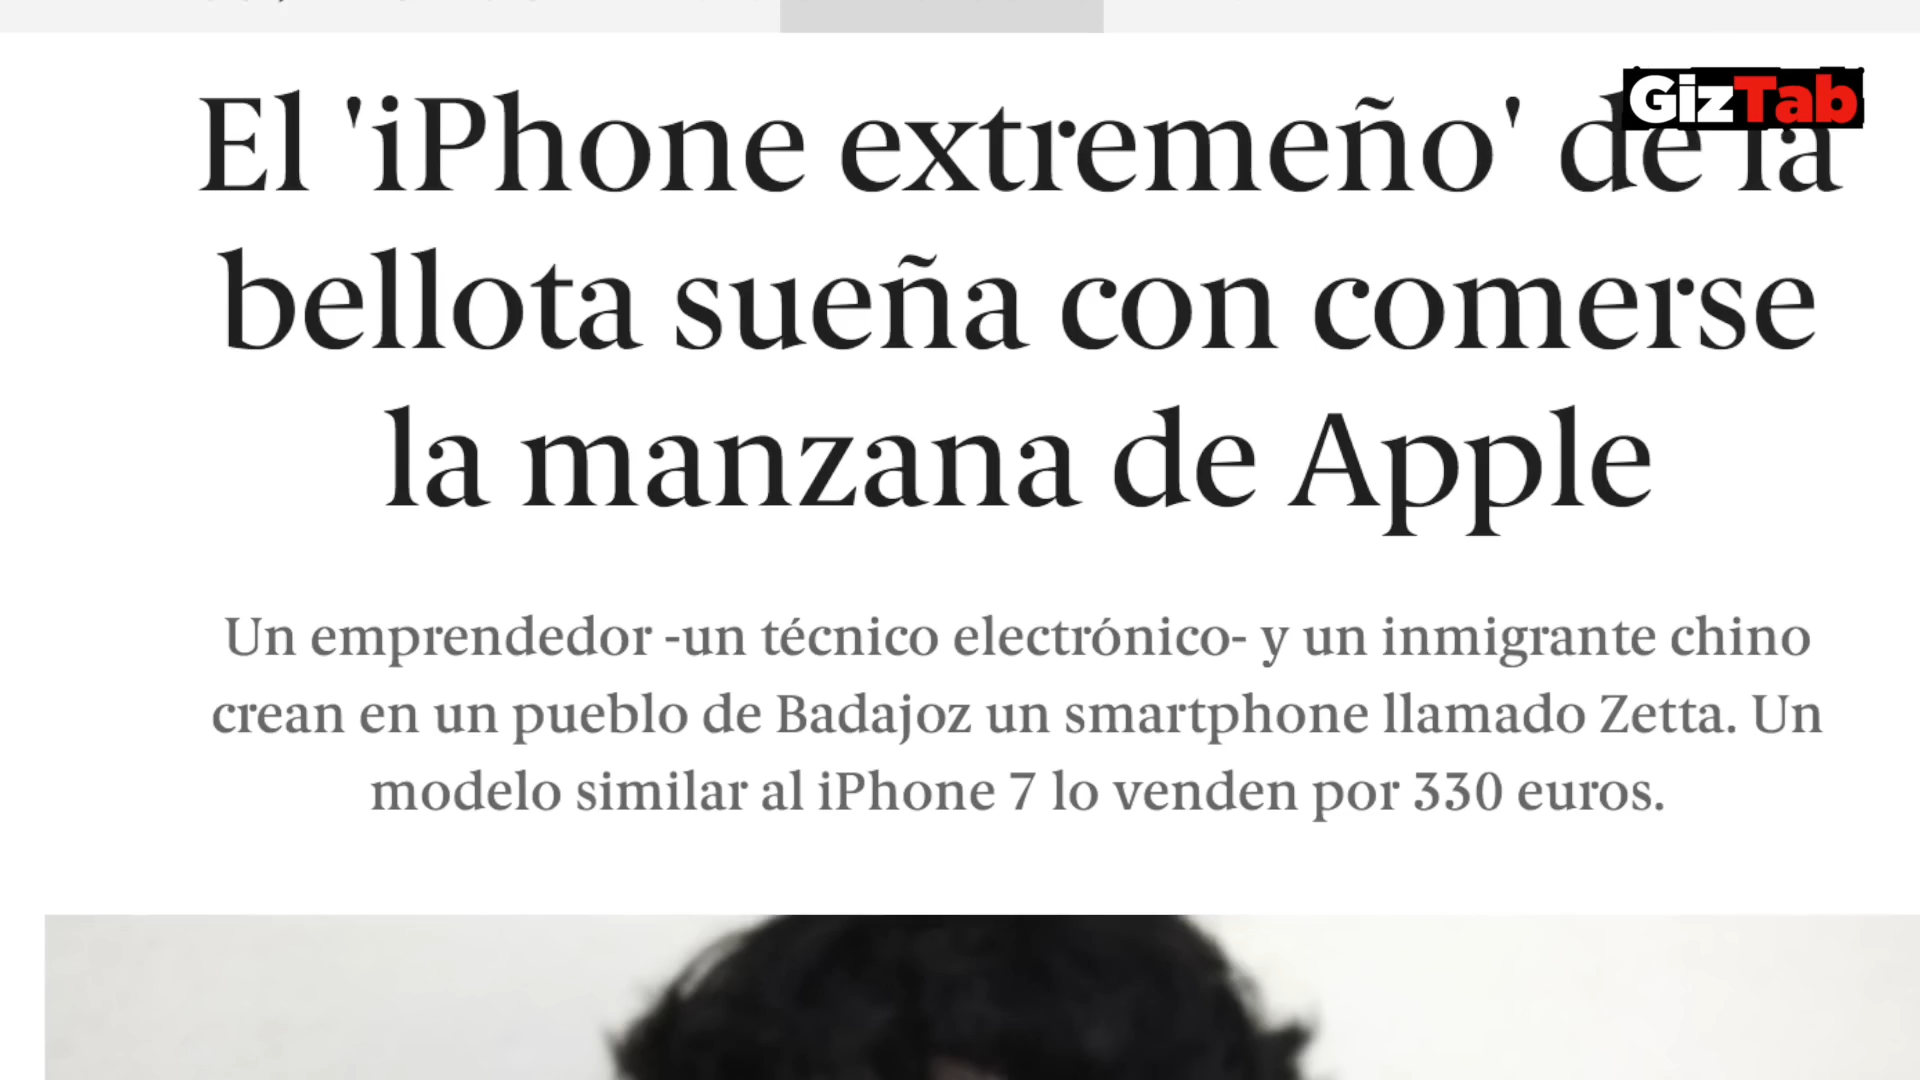 GizTab
El 'iPhone extremeño' de la
bellota sueña con comerse
la manzana de Apple
Un emprendedor -un técnico electrónico- y un inmigrante chino
crean en un pueblo de Badajoz un smartphone llamado Zetta. Un
modelo similar al iPhone 7 lo venden por 330 euros.